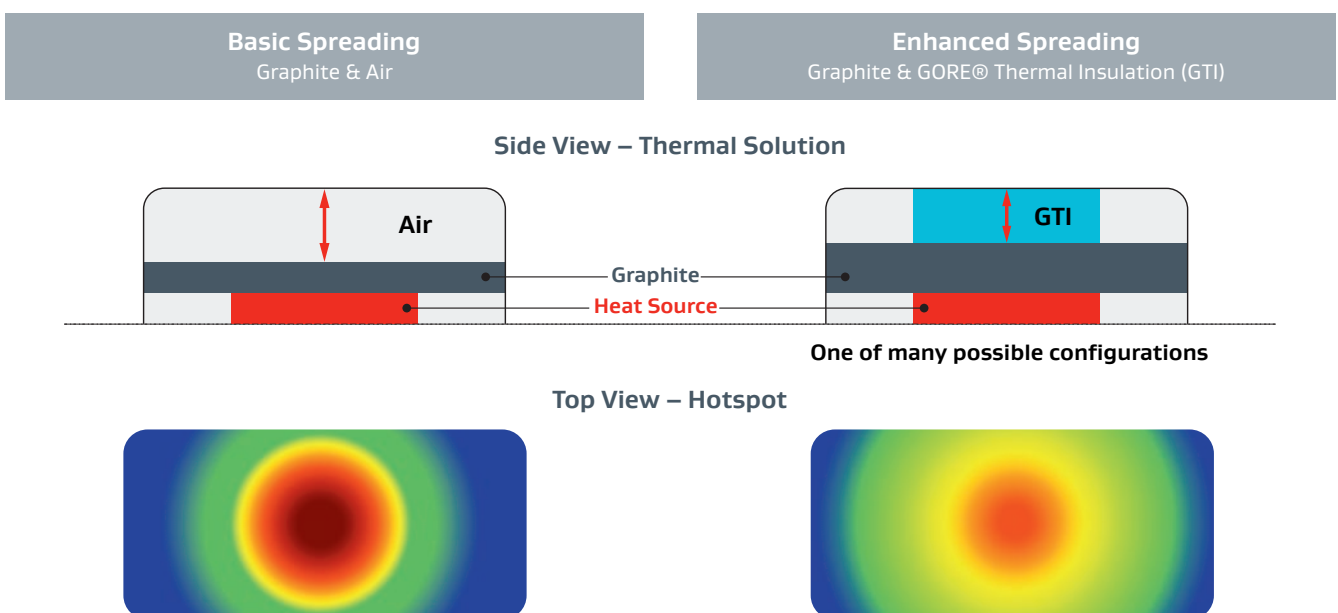 Basic Spreading
Graphite & Air
Enhanced Spreading
Graphite & GORE® Thermal Insulation (GTI)
Side View – Thermal Solution
Air
GTI
Graphite
Heat Source
One of many possible configurations
Top View – Hotspot